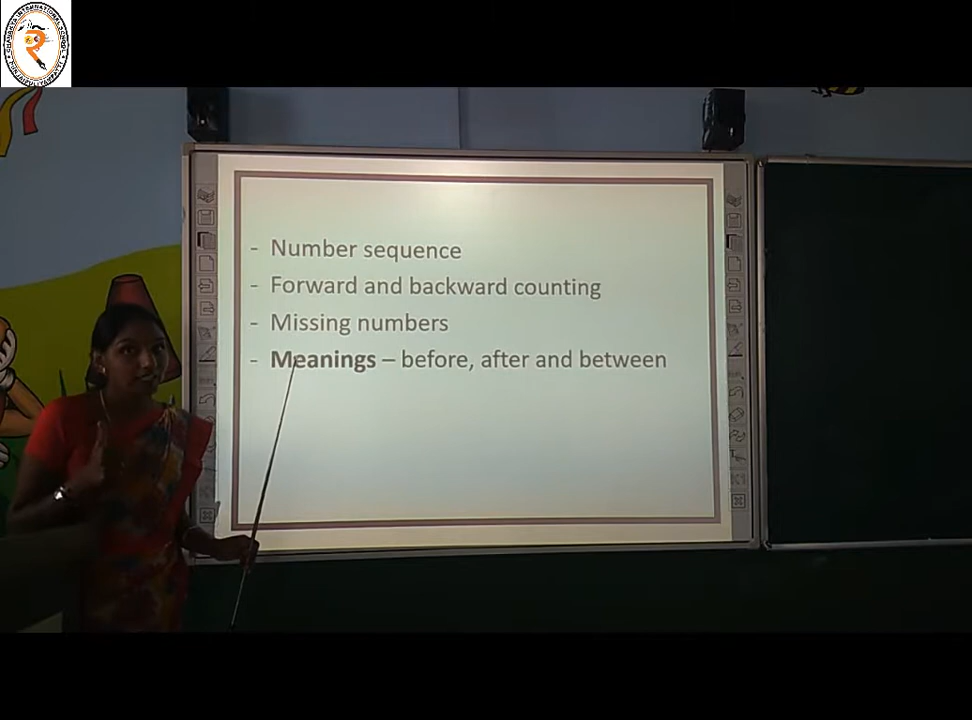 - Number sequence
- Forward and backward counting
- Missing numbers
- Meanings – before, after and between